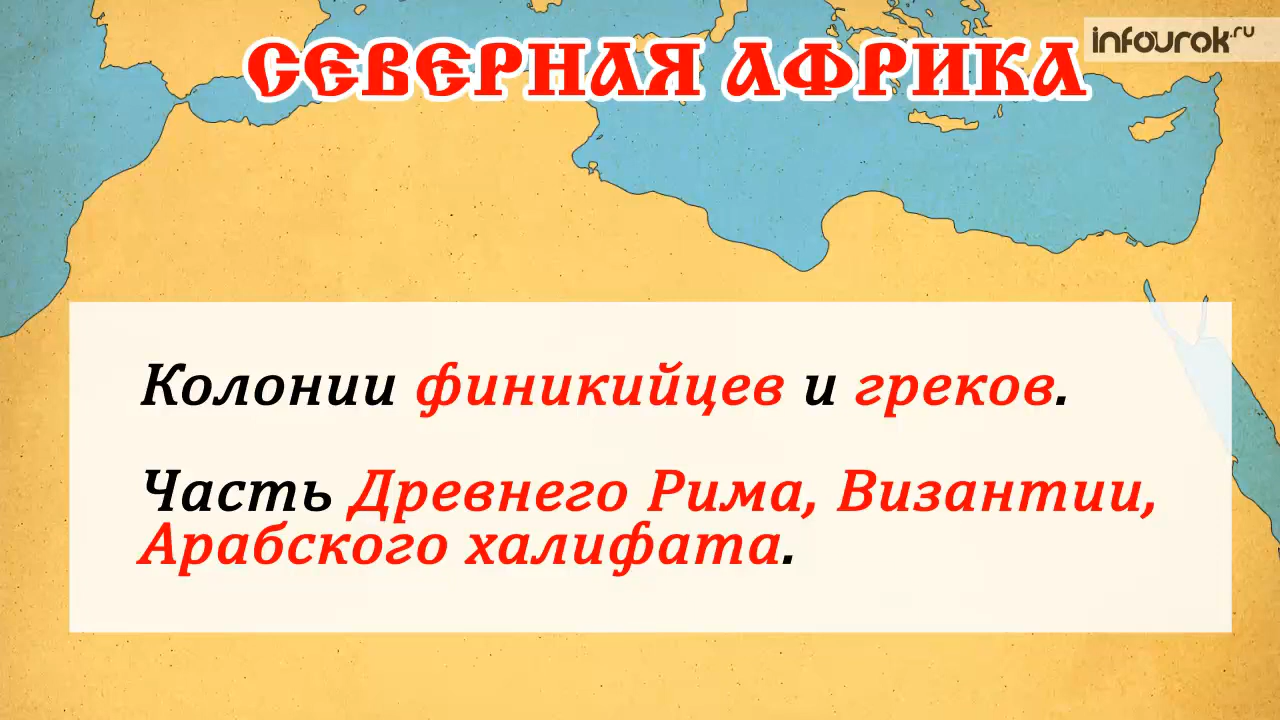 СЕВЕРНАЯ АФРИКА
infourok.ru
Колонии финикийцев и греков.
Часть Древнего Рима, Византии,
Арабского халифата.